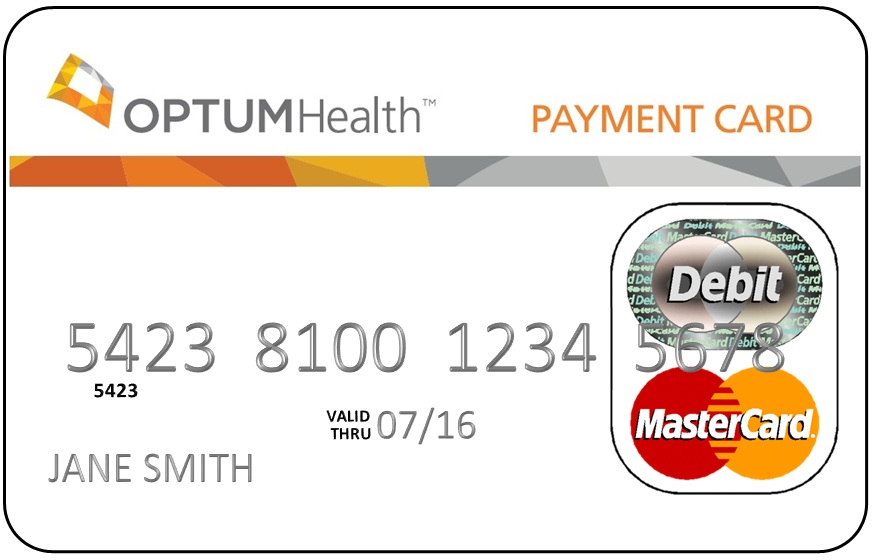 OPTUMHealth™
PAYMENT CARD
Debit
5423 8100 1234 5678
5423
VALID THRU 07/16
MasterCard.
JANE SMITH